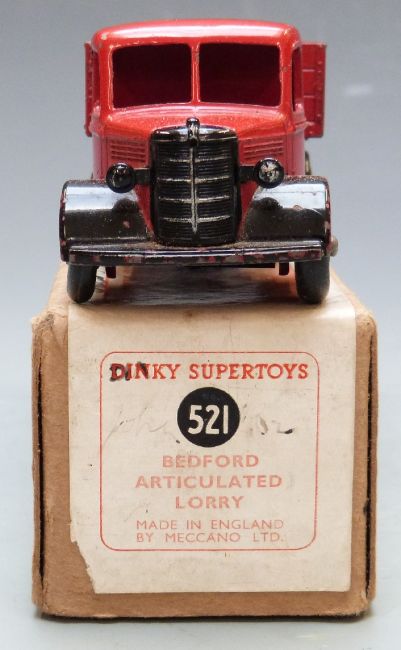 DINKY SUPERTOYS
521
BEDFORD
ARTICULATED
LORRY
MADE IN ENGLAND
BY MECCANO LTD.